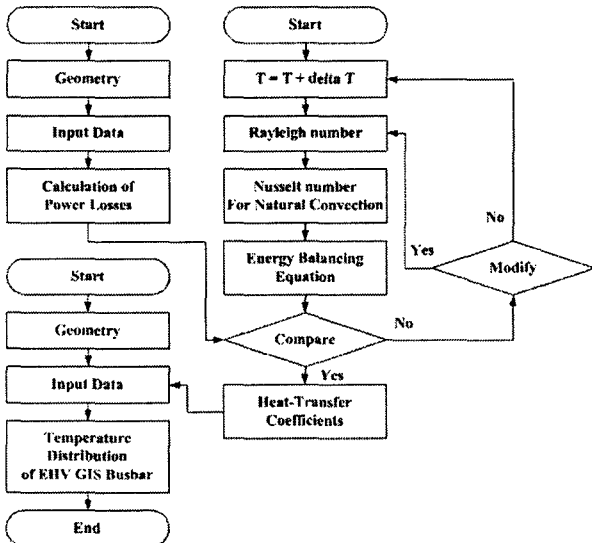 Start
Geometry
Input Data
Calculation of
Power Losses
Start
Geometry
Input Data
Temperature
Distribution
of EHV GIS Busbar
End
Start
T = T + delta T
Rayleigh number
Nusselt number
For Natural Convection
Energy Balancing
Equation
Compare
Yes
Heat-Transfer
Coefficients
No
Yes
No
Modify